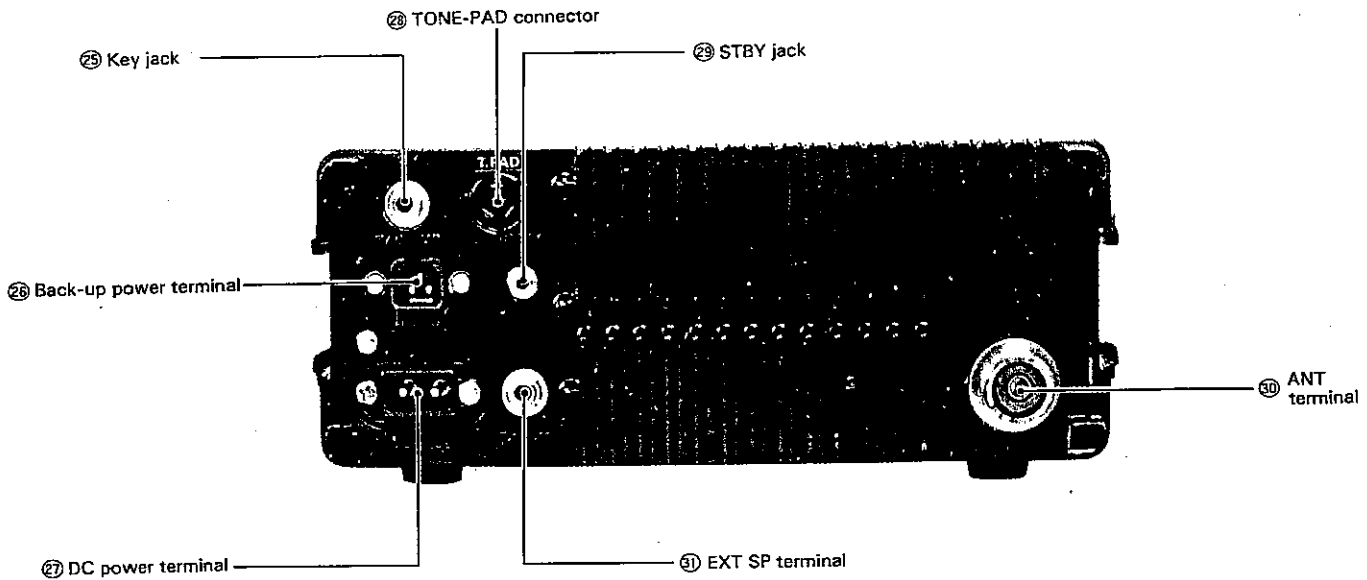 ㉘ TONE-PAD connector
㉕ Key jack
㉙ STBY jack
T.PAD
㉖ Back-up power terminal
㉚ ANT
terminal
㉗ DC power terminal
㉛ EXT SP terminal